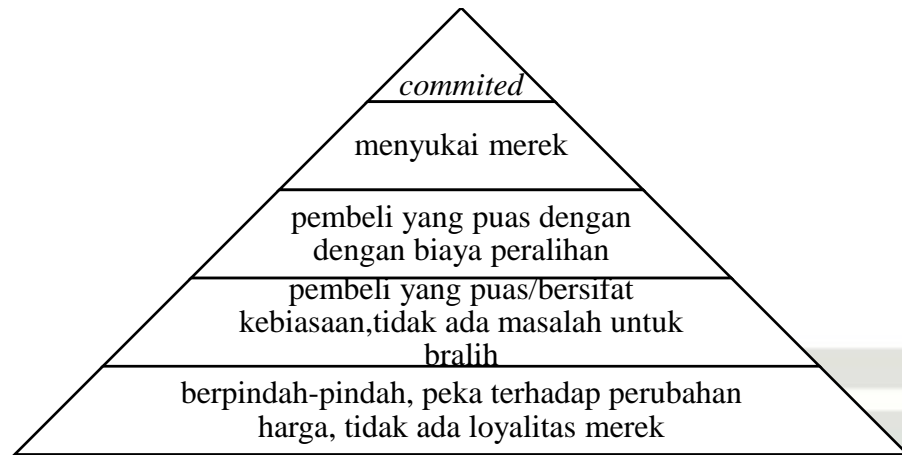 commited
menyukai merek
pembeli yang puas dengan
dengan biaya peralihan
pembeli yang puas/bersifat
kebiasaan,tidak ada masalah untuk
bralih
berpindah-pindah, peka terhadap perubahan
harga, tidak ada loyalitas merek